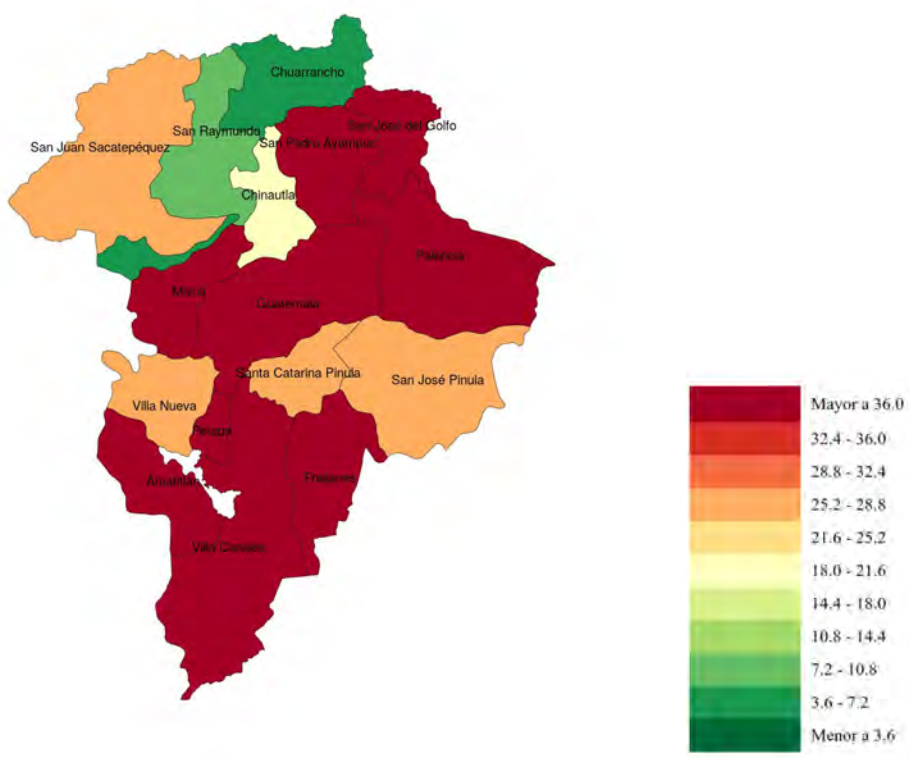 Chuarrancho
San José del Golfo
San Raymundo
San Pedro Ayampuc
San Juan Sacatepéquez
Chinautla
Palencia
Mixco
Guatemala
Santa Catarina Pinula
San José Pinula
Villa Nueva
Petapa
Amatitlán
Fraijanes
Villa Canales
Mayor a 36.0
32.4 - 36.0
28.8 - 32.4
25.2 - 28.8
21.6 - 25.2
18.0 - 21.6
14.4 - 18.0
10.8 - 14.4
7.2 - 10.8
3.6 - 7.2
Menor a 3.6